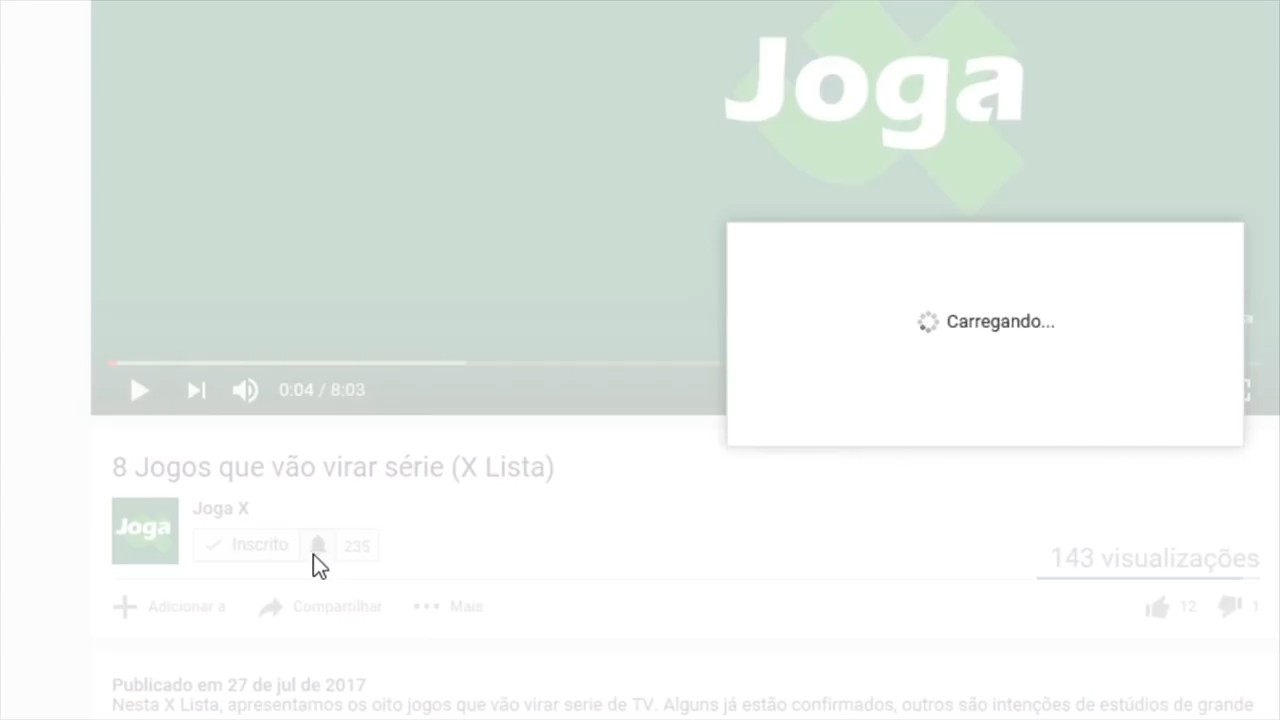 Joga
Carregando...
0:04 / 8:03
8 Jogos que vão virar série (X Lista)
Joga X
Joga
Inscrito
235
143 visualizações
Adicionar a
Compartilhar
Mais
12
1
Publicado em 27 de jul de 2017
Nesta X Lista, apresentamos os oito jogos que vão virar serie de TV. Alguns já estão confirmados, outros são intenções de estúdios de grande